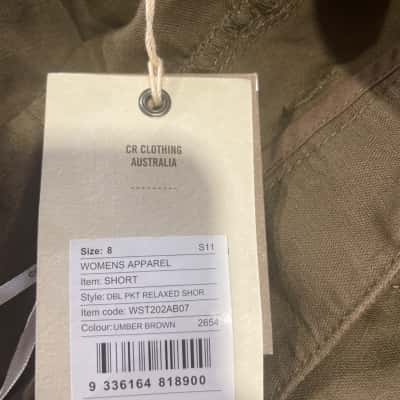 CR CLOTHING
AUSTRALIA
Size: 8 S11
WOMENS APPAREL
Item: SHORT
Style: DBL PKT RELAXED SHOR
Item code: WST202AB07
Colour:UMBER BROWN 2654
9 336164 818900